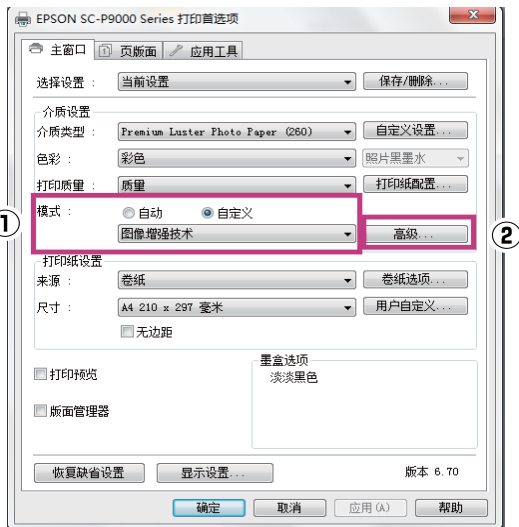 EPSON SC-P9000 Series 打印首选项
主窗口 页版面 应用工具
选择设置 : 当前设置 保存/删除...
介质设置
介质类型 : Premium Luster Photo Paper (260) 自定义设置...
色彩 : 彩色 照片黑墨水
打印质量 : 质量 打印纸配置...
模式 : 自动 自定义
① 图像增强技术 高级... ②
打印纸设置
来源 : 卷纸 卷纸选项...
尺寸 : A4 210 x 297 毫米 用户自定义...
无边距
墨盒选项
打印预览 淡淡黑色
版面管理器
恢复缺省设置 显示设置... 版本 6.70
确定 取消 应用(A) 帮助